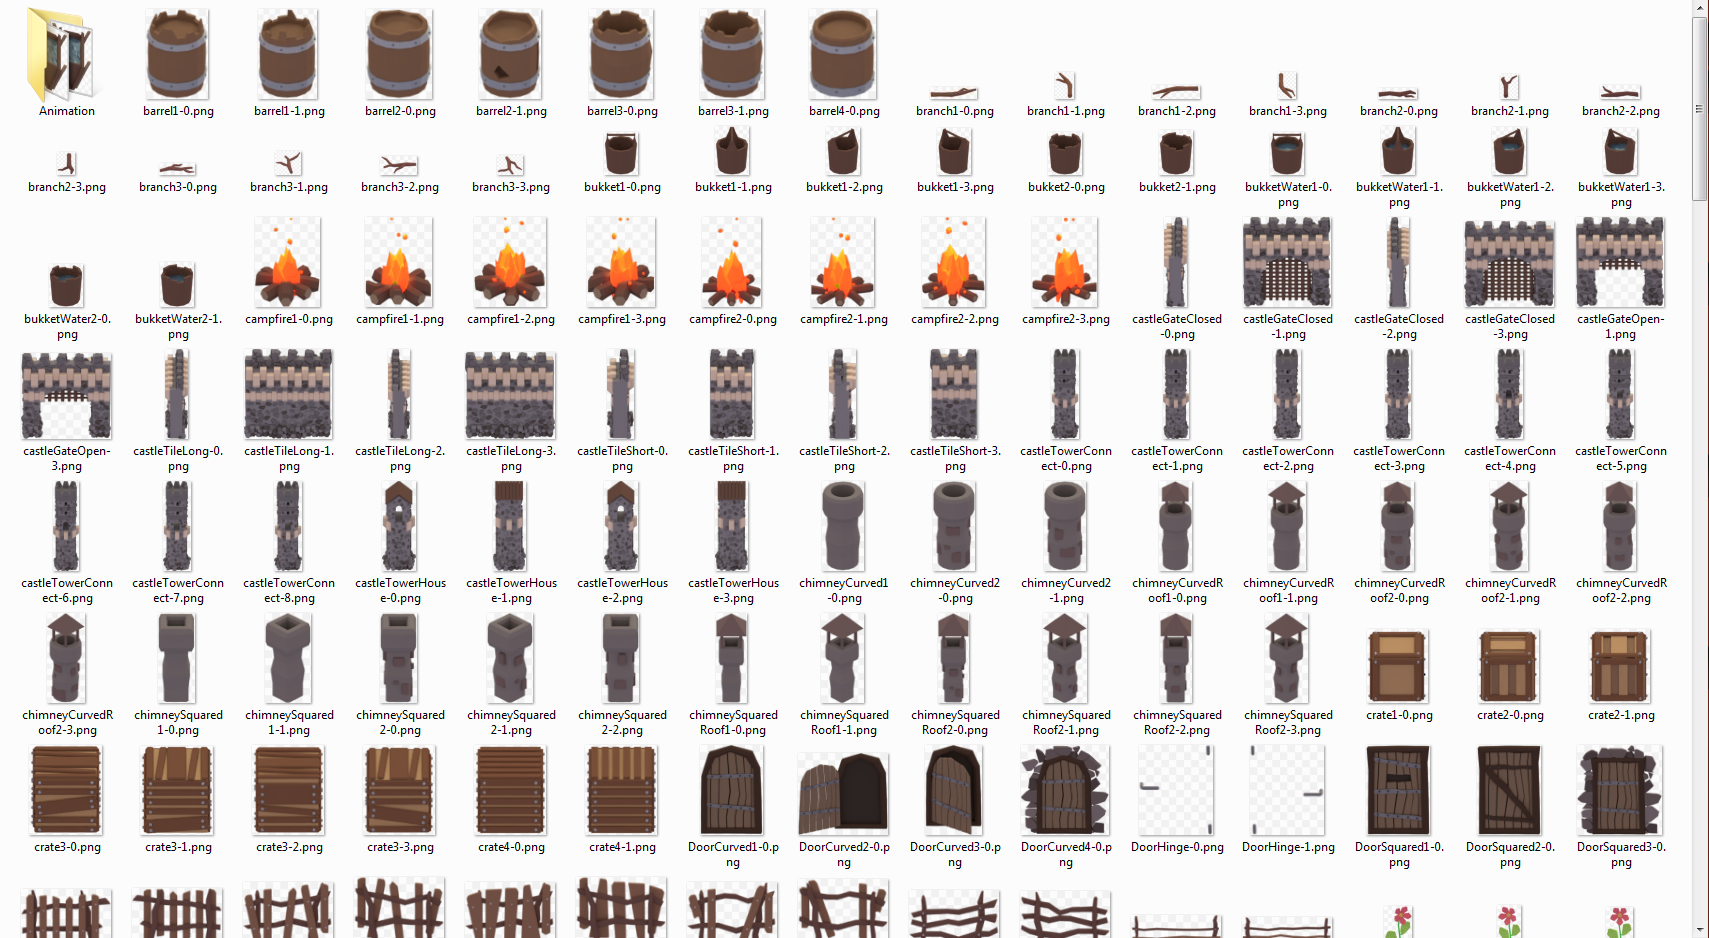 Animation
barrel1-0.png
barrel1-1.png
barrel2-0.png
barrel2-1.png
barrel3-0.png
barrel3-1.png
barrel4-0.png
branch1-0.png
branch1-1.png
branch1-2.png
branch1-3.png
branch2-0.png
branch2-1.png
branch2-2.png
branch2-3.png
branch3-0.png
branch3-1.png
branch3-2.png
branch3-3.png
bukket1-0.png
bukket1-1.png
bukket1-2.png
bukket1-3.png
bukket2-0.png
bukket2-1.png
bukketWater1-0.
png
bukketWater1-1.
png
bukketWater1-2.
png
bukketWater1-3.
png
bukketWater2-0.
png
bukketWater2-1.
png
campfire1-0.png
campfire1-1.png
campfire1-2.png
campfire1-3.png
campfire2-0.png
campfire2-1.png
campfire2-2.png
campfire2-3.png
castleGateClosed
-0.png
castleGateClosed
-1.png
castleGateClosed
-2.png
castleGateClosed
-3.png
castleGateOpen-
1.png
castleGateOpen-
3.png
castleTileLong-0.
png
castleTileLong-1.
png
castleTileLong-2.
png
castleTileLong-3.
png
castleTileShort-0.
png
castleTileShort-1.
png
castleTileShort-2.
png
castleTileShort-3.
png
castleTowerConn
ect-0.png
castleTowerConn
ect-1.png
castleTowerConn
ect-2.png
castleTowerConn
ect-3.png
castleTowerConn
ect-4.png
castleTowerConn
ect-5.png
castleTowerConn
ect-6.png
castleTowerConn
ect-7.png
castleTowerConn
ect-8.png
castleTowerHous
e-0.png
castleTowerHous
e-1.png
castleTowerHous
e-2.png
castleTowerHous
e-3.png
chimneyCurved1
-0.png
chimneyCurved2
-0.png
chimneyCurved2
-1.png
chimneyCurvedR
oof1-0.png
chimneyCurvedR
oof1-1.png
chimneyCurvedR
oof2-0.png
chimneyCurvedR
oof2-1.png
chimneyCurvedR
oof2-2.png
chimneyCurvedR
oof2-3.png
chimneySquared
1-0.png
chimneySquared
1-1.png
chimneySquared
2-0.png
chimneySquared
2-1.png
chimneySquared
2-2.png
chimneySquared
Roof1-0.png
chimneySquared
Roof1-1.png
chimneySquared
Roof2-0.png
chimneySquared
Roof2-1.png
chimneySquared
Roof2-2.png
chimneySquared
Roof2-3.png
crate1-0.png
crate2-0.png
crate2-1.png
crate3-0.png
crate3-1.png
crate3-2.png
crate3-3.png
crate4-0.png
crate4-1.png
DoorCurved1-0.p
ng
DoorCurved2-0.p
ng
DoorCurved3-0.p
ng
DoorCurved4-0.p
ng
DoorHinge-0.png
DoorHinge-1.png
DoorSquared1-0.
png
DoorSquared2-0.
png
DoorSquared3-0.
png